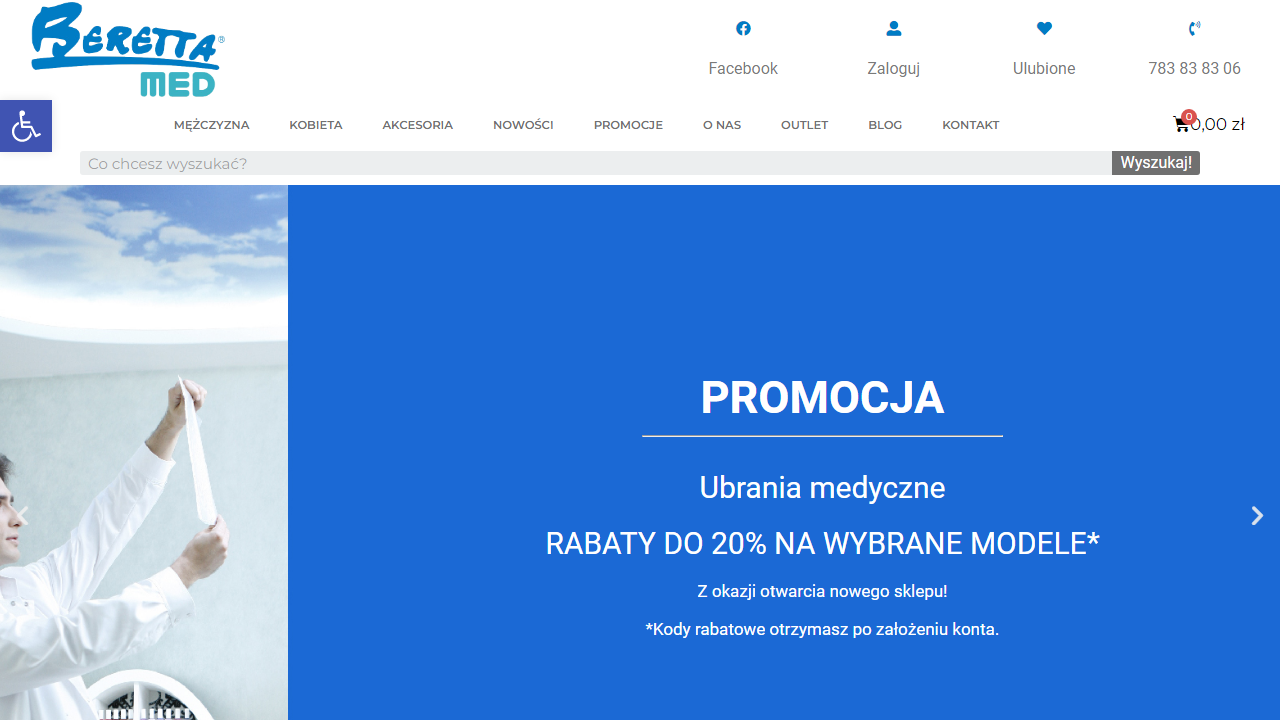 BERETTA®
MED
Facebook
Zaloguj
Ulubione
783 83 83 06
MĘŻCZYZNA
KOBIETA
AKCESORIA
NOWOŚCI
PROMOCJE
O NAS
OUTLET
BLOG
KONTAKT
0
0,00 zł
Co chcesz wyszukać?
Wyszukaj!
PROMOCJA
Ubrania medyczne
RABATY DO 20% NA WYBRANE MODELE*
Z okazji otwarcia nowego sklepu!
*Kody rabatowe otrzymasz po założeniu konta.